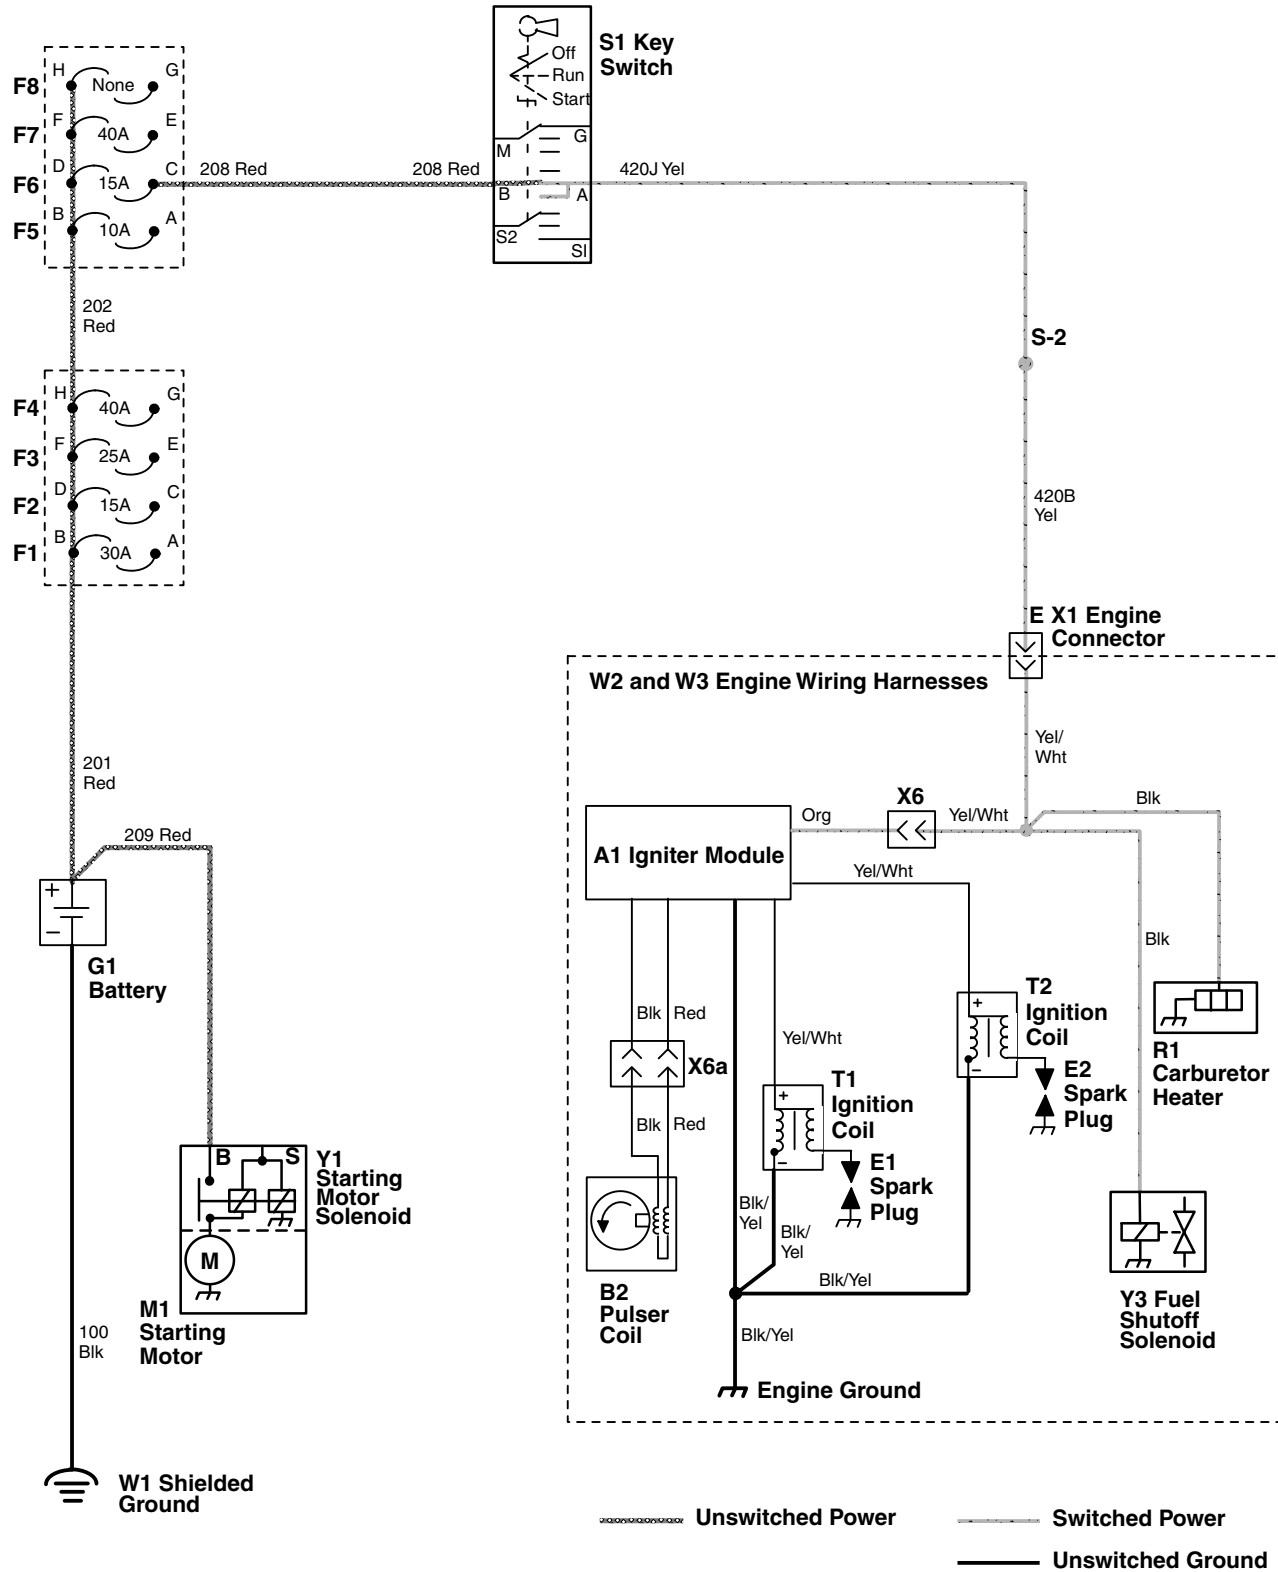 S1 Key
Switch
Off
Run
Start
M
G
B
A
S2
SI
F8
H
None
G
F7
F
40A
E
F6
D
15A
C
F5
B
10A
A
208 Red
208 Red
420J Yel
202
Red
S-2
F4
H
40A
G
F3
F
25A
E
F2
D
15A
C
F1
B
30A
A
420B
Yel
E X1 Engine
Connector
W2 and W3 Engine Wiring Harnesses
Yel/
Wht
201
Red
209 Red
+
−
G1
Battery
A1 Igniter Module
Org
X6
Yel/Wht
Blk
Yel/Wht
Blk
Blk
Red
X6a
Blk
Red
Yel/Wht
T2
Ignition
Coil
+
−
E2
Spark
Plug
R1
Carburetor
Heater
T1
Ignition
Coil
+
−
E1
Spark
Plug
B
S
Y1
Starting
Motor
Solenoid
M
M1
Starting
Motor
Blk/
Yel
Blk/
Yel
Blk/Yel
Blk/Yel
B2
Pulser
Coil
Y3 Fuel
Shutoff
Solenoid
100
Blk
Engine Ground
W1 Shielded
Ground
Unswitched Power
Switched Power
Unswitched Ground